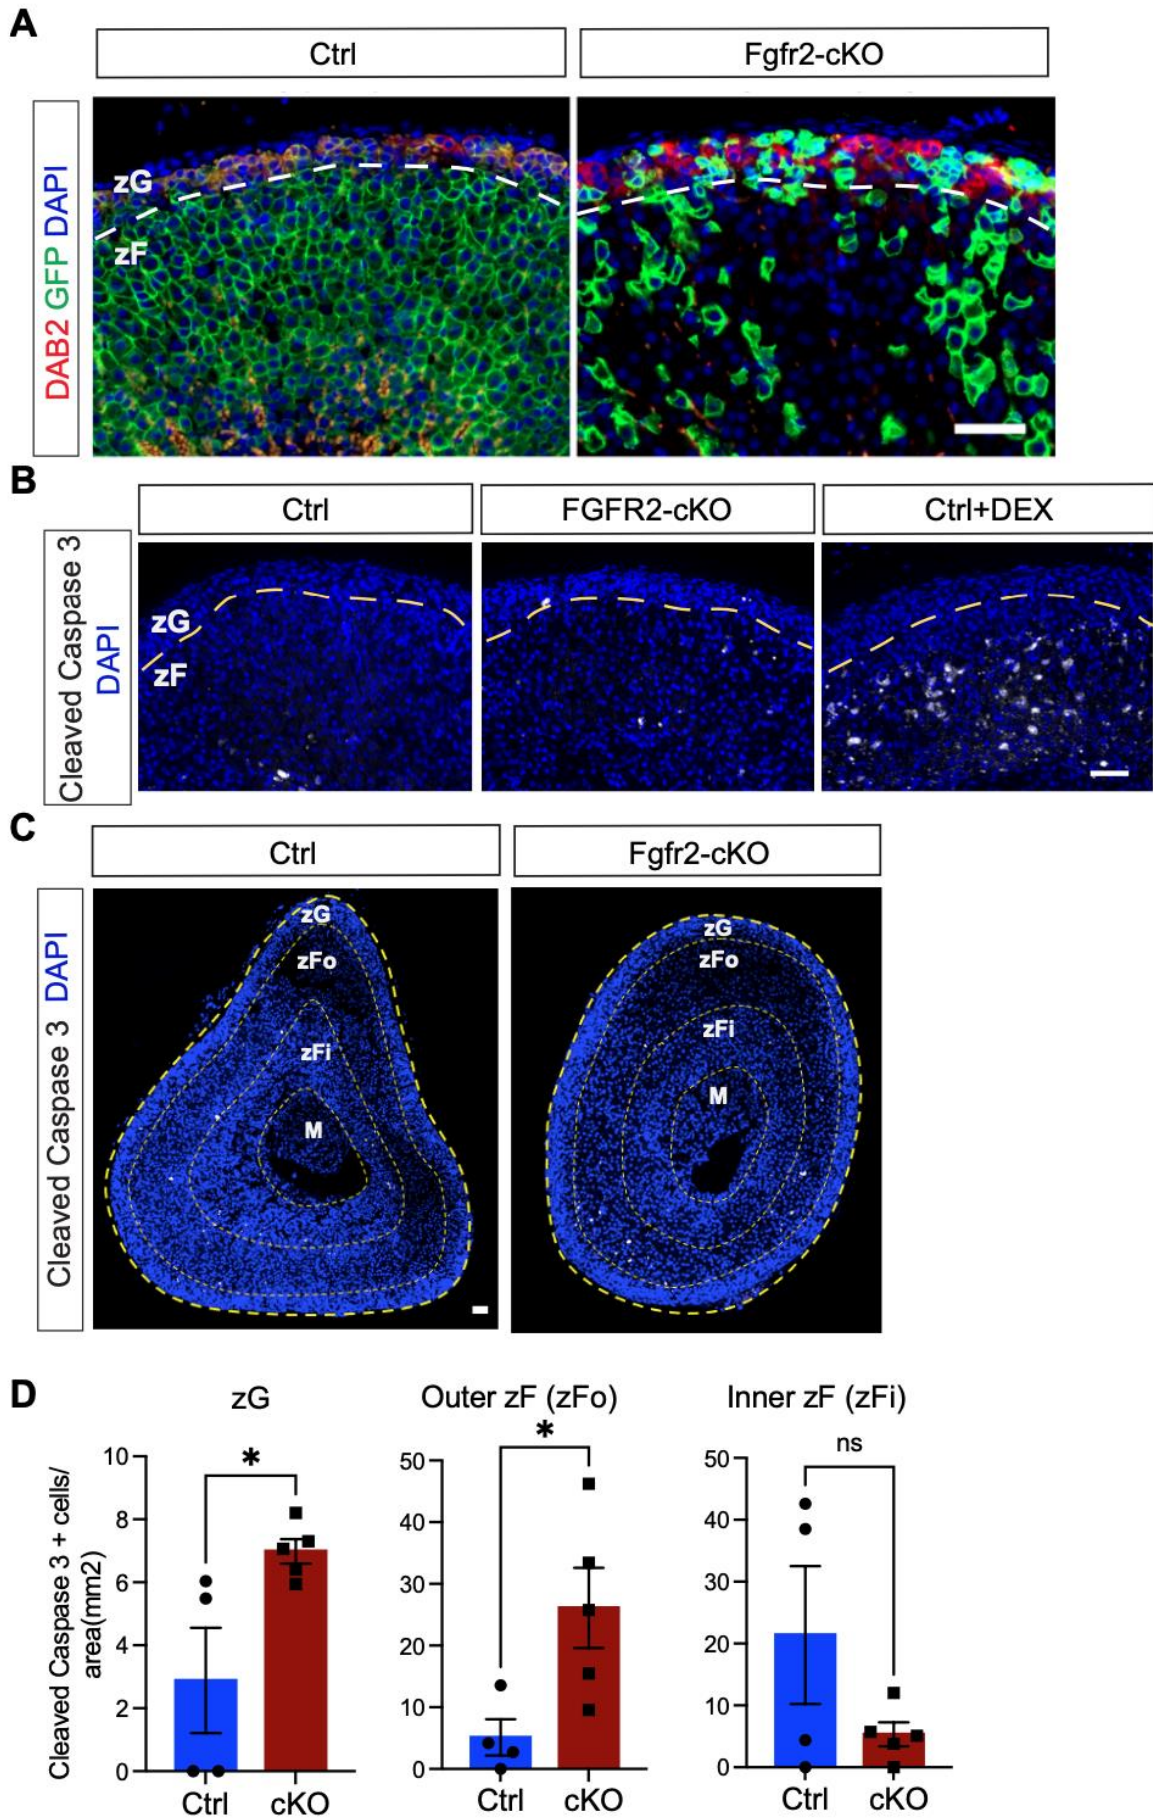 A
Ctrl
Fgfr2-cKO
DAB2 GFP DAPI
zG
zF
B
Ctrl
FGFR2-cKO
Ctrl+DEX
Cleaved Caspase 3
DAPI
zG
zF
C
Ctrl
Fgfr2-cKO
Cleaved Caspase 3 DAPI
zG
zFo
zFi
M
zG
zFo
zFi
M
D
zG
Outer zF (zFo)
Inner zF (zFi)
Cleaved Caspase 3 + cells/
area(mm2)
10
8
6
4
2
0
*
Ctrl
cKO
50
40
30
20
10
0
*
Ctrl
cKO
50
40
30
20
10
0
ns
Ctrl
cKO